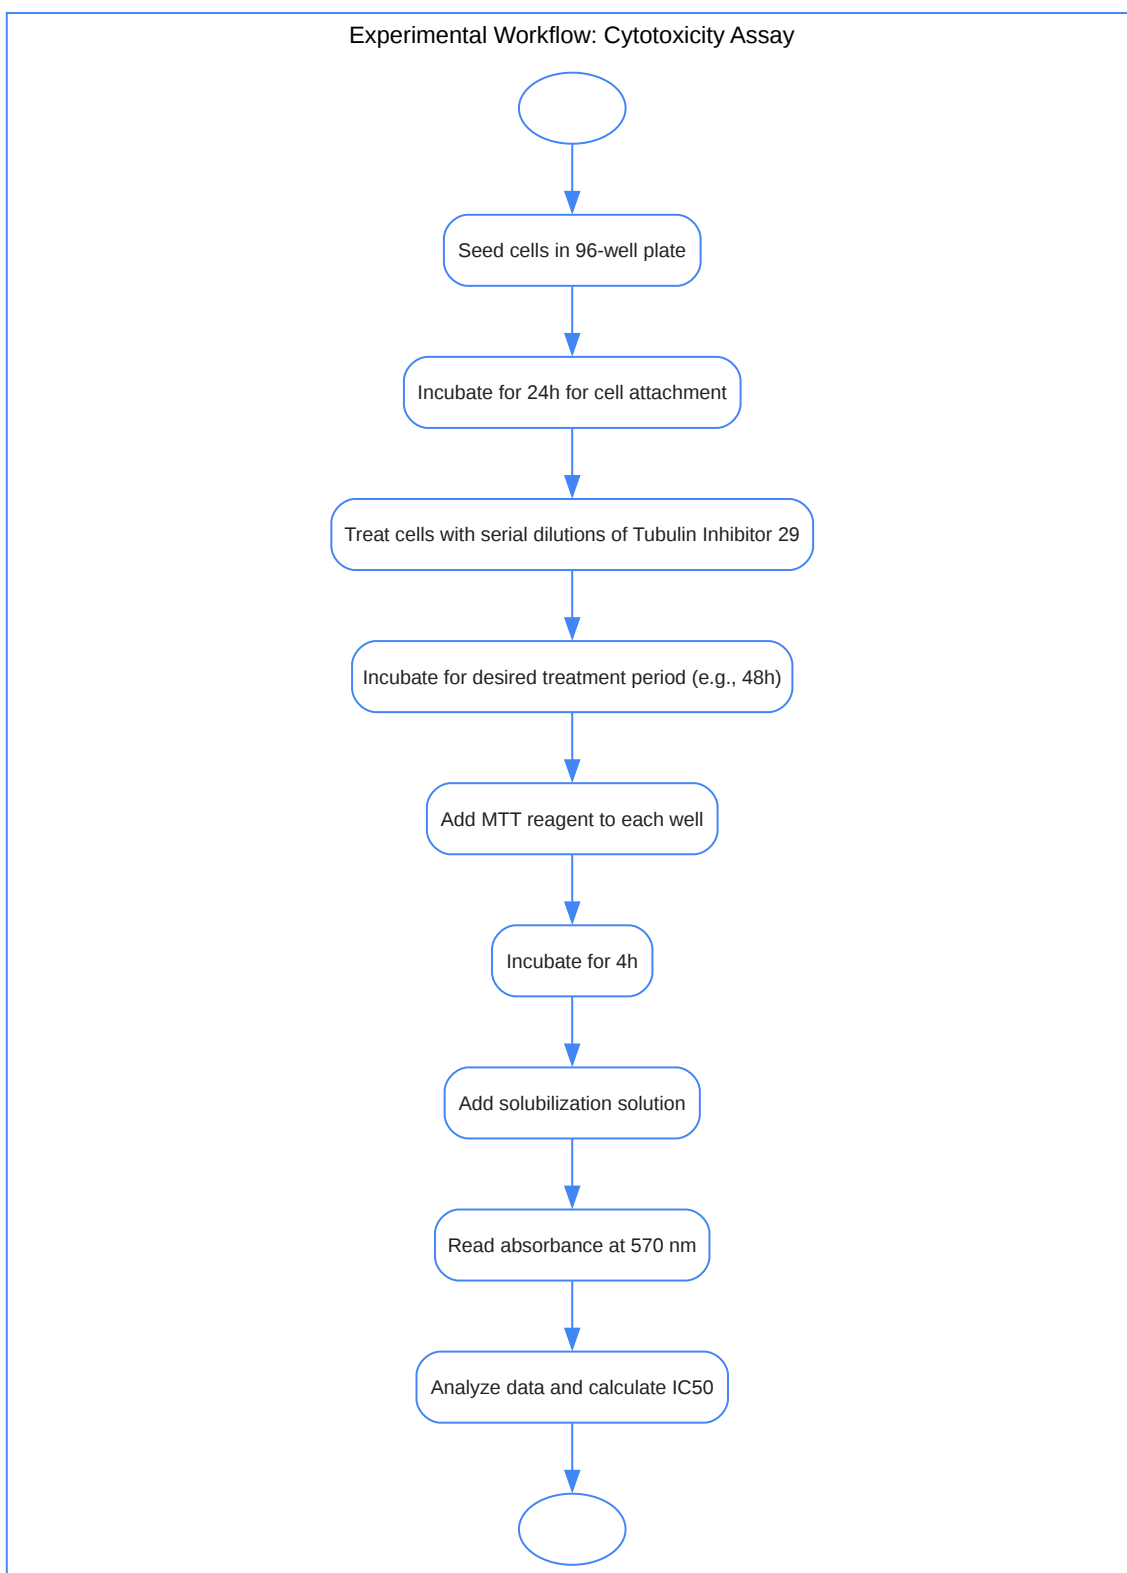 Experimental Workflow: Cytotoxicity Assay
Seed cells in 96-well plate
Incubate for 24h for cell attachment
Treat cells with serial dilutions of Tubulin Inhibitor 29
Incubate for desired treatment period (e.g., 48h)
Add MTT reagent to each well
Incubate for 4h
Add solubilization solution
Read absorbance at 570 nm
Analyze data and calculate IC50